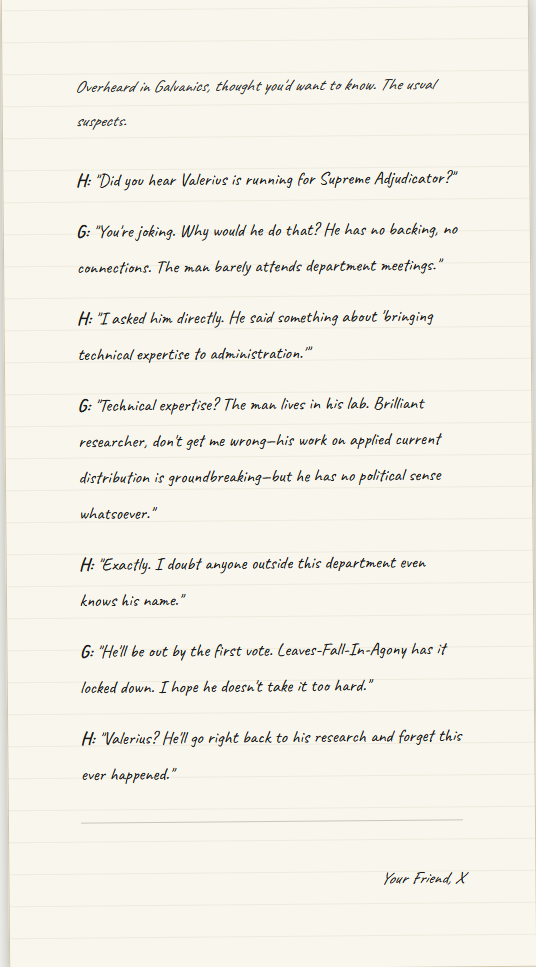 Overheard in Galvanics, thought you'd want to know. The usual
suspects.
H: "Did you hear Valerius is running for Supreme Adjudicator?"
G: "You're joking. Why would he do that? He has no backing, no
connections. The man barely attends department meetings."
H: "I asked him directly. He said something about 'bringing
technical expertise to administration.'"
G: "Technical expertise? The man lives in his lab. Brilliant
researcher, don't get me wrong—his work on applied current
distribution is groundbreaking—but he has no political sense
whatsoever."
H: "Exactly. I doubt anyone outside this department even
knows his name."
G: "He'll be out by the first vote. Leaves-Fall-In-Agony has it
locked down. I hope he doesn't take it too hard."
H: "Valerius? He'll go right back to his research and forget this
ever happened."
Your Friend, X